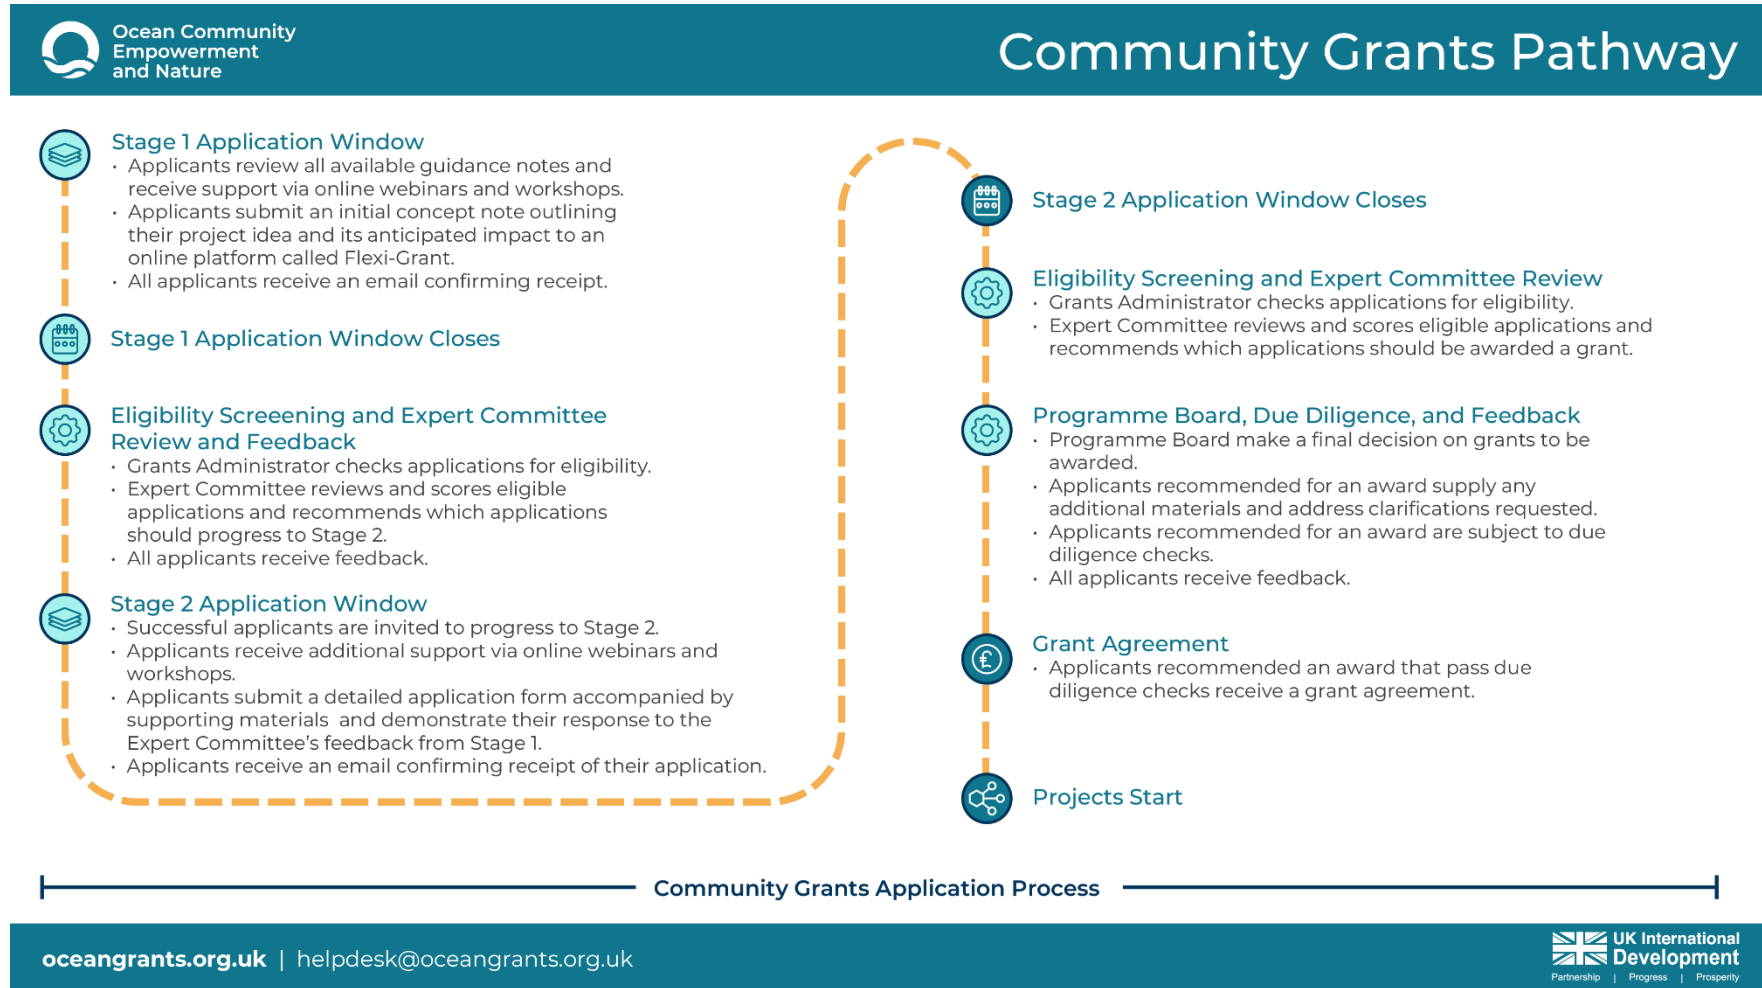 Ocean Community
Empowerment
and Nature
Community Grants Pathway
Stage 1 Application Window
• Applicants review all available guidance notes and
receive support via online webinars and workshops.
• Applicants submit an initial concept note outlining
their project idea and its anticipated impact to an
online platform called Flexi-Grant.
• All applicants receive an email confirming receipt.
Stage 1 Application Window Closes
Eligibility Screeening and Expert Committee
Review and Feedback
• Grants Administrator checks applications for eligibility.
• Expert Committee reviews and scores eligible
applications and recommends which applications
should progress to Stage 2.
• All applicants receive feedback.
Stage 2 Application Window
• Successful applicants are invited to progress to Stage 2.
• Applicants receive additional support via online webinars and
workshops.
• Applicants submit a detailed application form accompanied by
supporting materials and demonstrate their response to the
Expert Committee's feedback from Stage 1.
• Applicants receive an email confirming receipt of their application.
Stage 2 Application Window Closes
Eligibility Screening and Expert Committee Review
• Grants Administrator checks applications for eligibility.
• Expert Committee reviews and scores eligible applications and
recommends which applications should be awarded a grant.
Programme Board, Due Diligence, and Feedback
• Programme Board make a final decision on grants to be
awarded.
• Applicants recommended for an award supply any
additional materials and address clarifications requested.
• Applicants recommended for an award are subject to due
diligence checks.
• All applicants receive feedback.
£
Grant Agreement
• Applicants recommended an award that pass due
diligence checks receive a grant agreement.
Projects Start
Community Grants Application Process
oceangrants.org.uk | helpdesk@oceangrants.org.uk
UK International
Development
Partnership | Progress | Prosperity